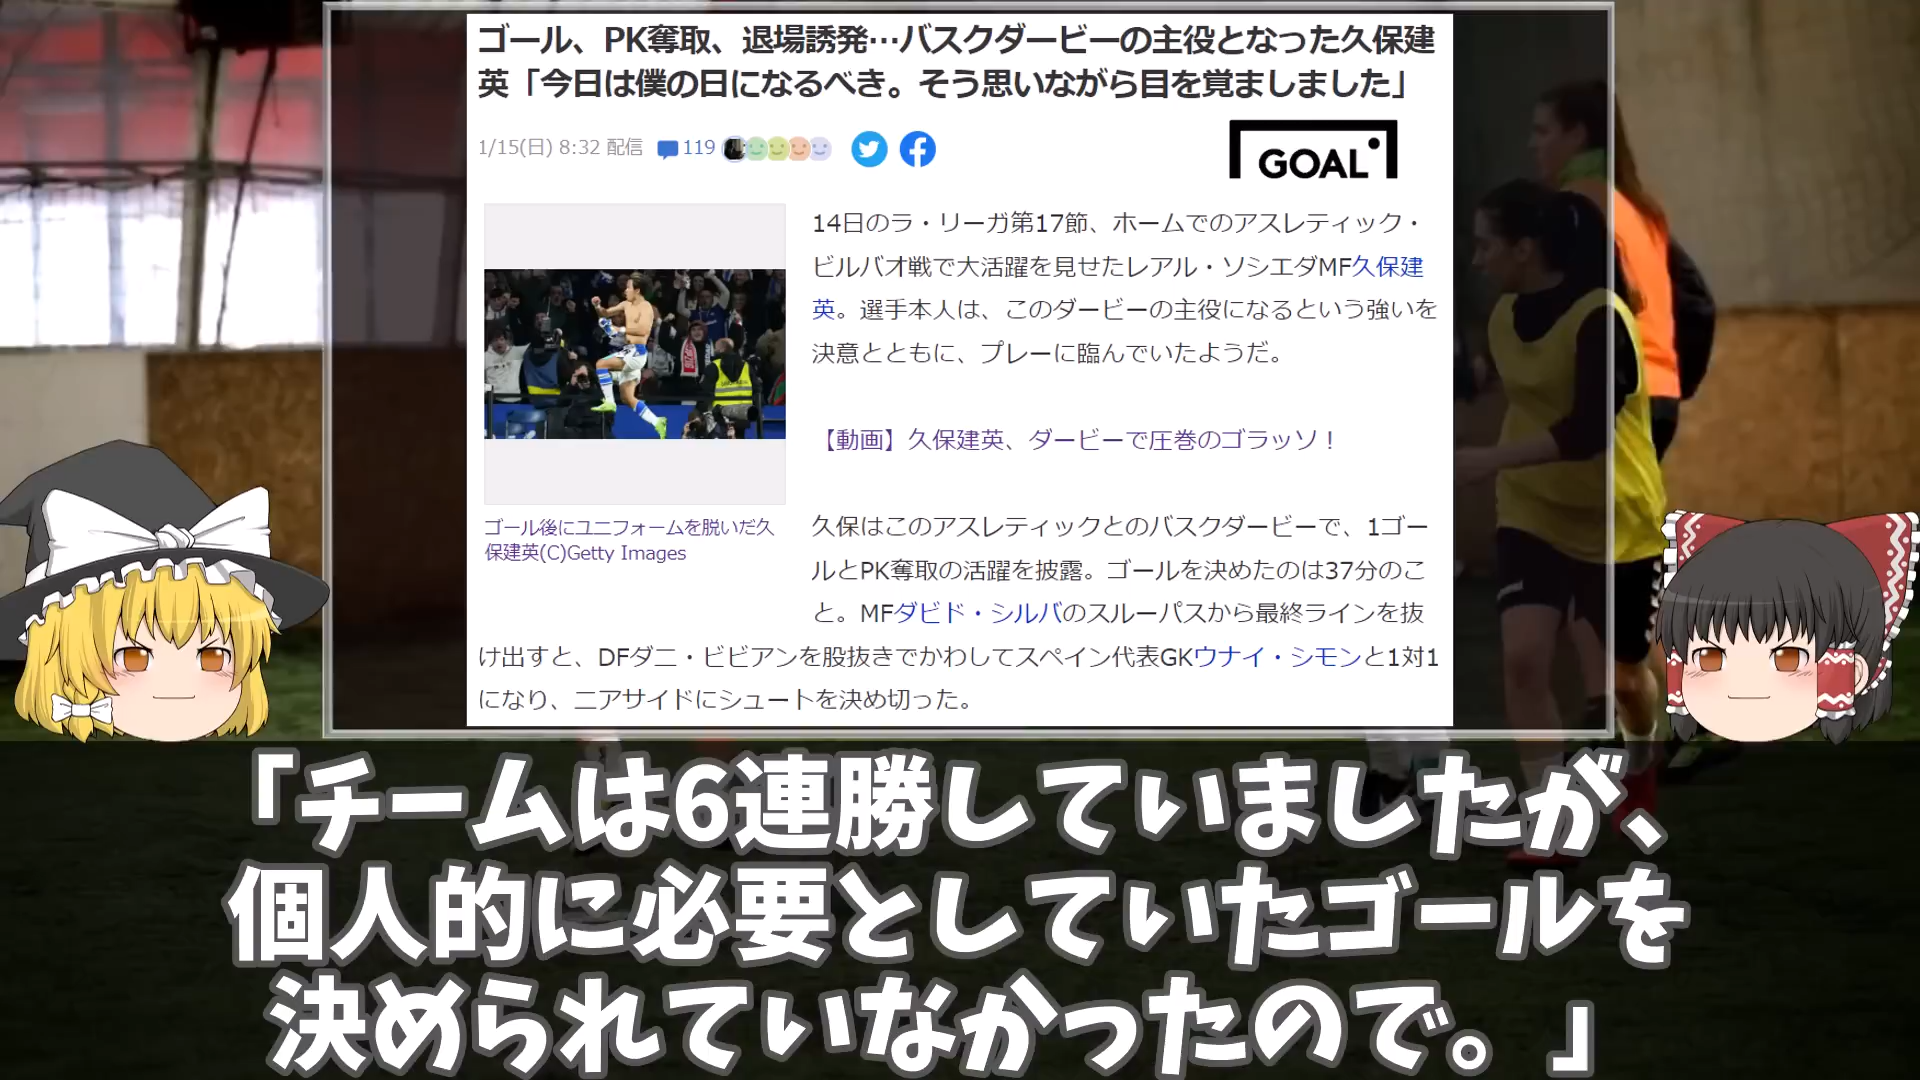 ゴール、PK奪取、退場誘発…バスクダービーの主役となった久保建
英「今日は僕の日になるべき。そう思いながら目を覚ましました」
1/15(日) 8:32 配信 119
GOAL
14日のラ・リーガ第17節、ホームでのアスレティック・
ビルバオ戦で大活躍を見せたレアル・ソシエダMF久保建
英。選手本人は、このダービーの主役になるという強いを
決意とともに、プレーに臨んでいたようだ。
【動画】久保建英、ダービーで圧巻のゴラッソ！
ゴール後にユニフォームを脱いだ久
保建英(C)Getty Images
久保はこのアスレティックとのバスクダービーで、1ゴー
ルとPK奪取の活躍を披露。ゴールを決めたのは37分のこ
と。MFダビド・シルバのスルーパスから最終ラインを抜
け出すと、DFダニ・ビビアンを股抜きでかわしてスペイン代表GKウナイ・シモンと1対1
になり、ニアサイドにシュートを決め切った。
「チームは6連勝していましたが、
個人的に必要としていたゴールを
決められていなかったので。」